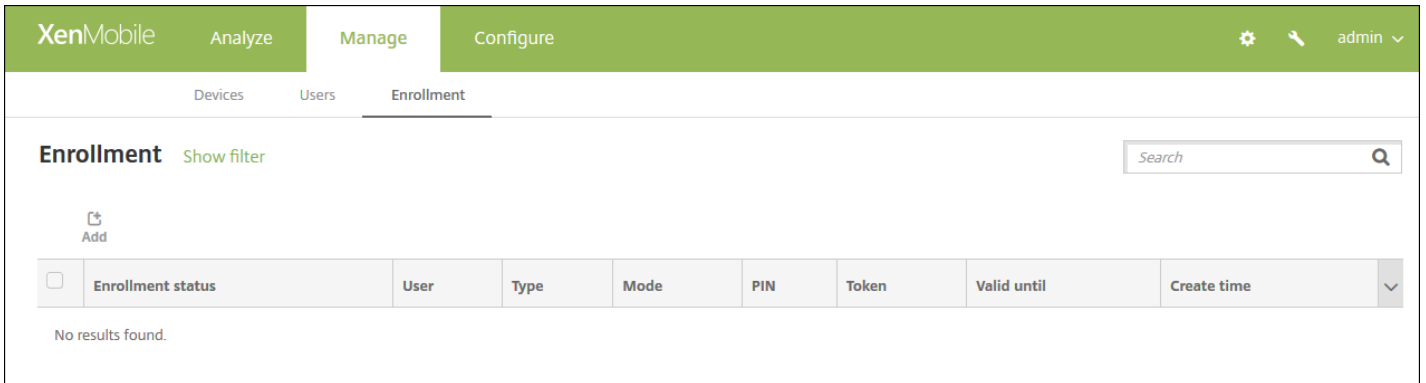 XenMobile Analyze Manage Configure admin
Devices Users Enrollment
Enrollment Show filter Search
Add
Enrollment status User Type Mode PIN Token Valid until Create time
No results found.